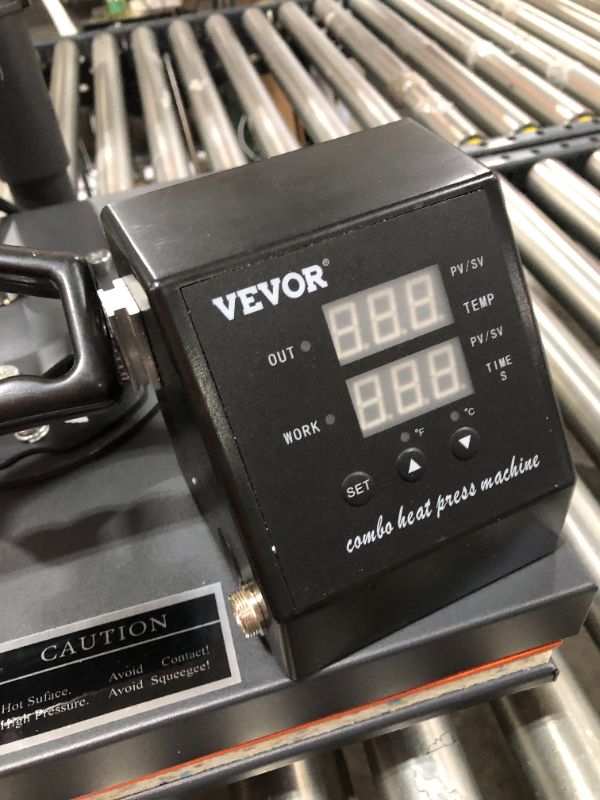 VEVOR®
PV/SV
OUT
TEMP
PV/SV
TIME
S
WORK
°F
°C
SET
combo heat press machine
CAUTION
Hot Suface. Avoid Contact!
High Pressure. Avoid Squeegee!